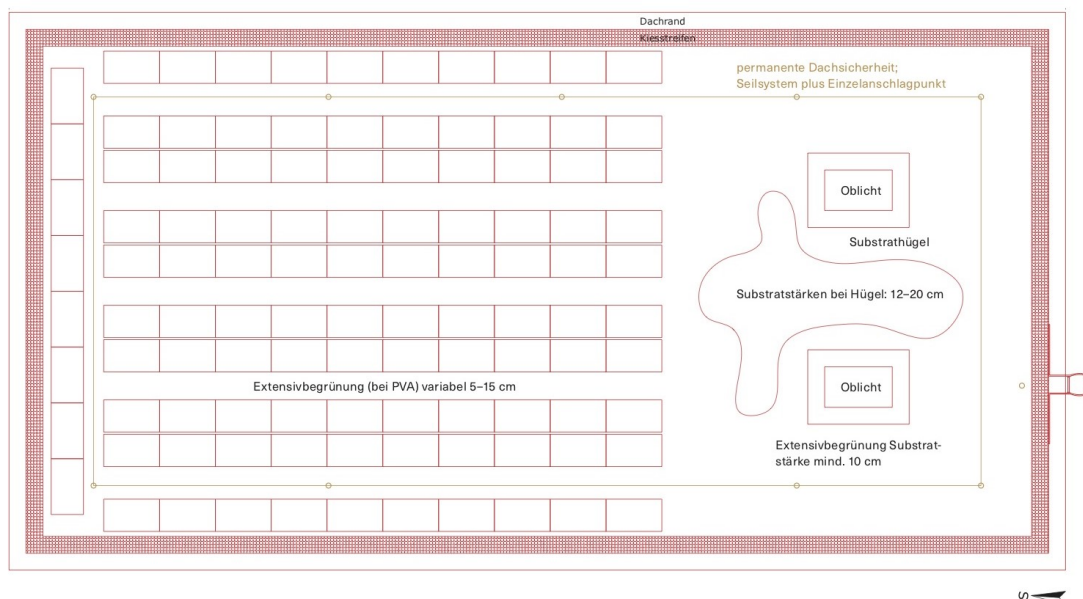 Dachrand
Kiesstreifen
permanente Dachsicherheit;
Seilsystem plus Einzelanschlagpunkt
Oblicht
Substrathügel
Substratstärken bei Hügel: 12–20 cm
Extensivbegrünung (bei PVA) variabel 5–15 cm
Oblicht
Extensivbegrünung Substrat-
stärke mind. 10 cm
S